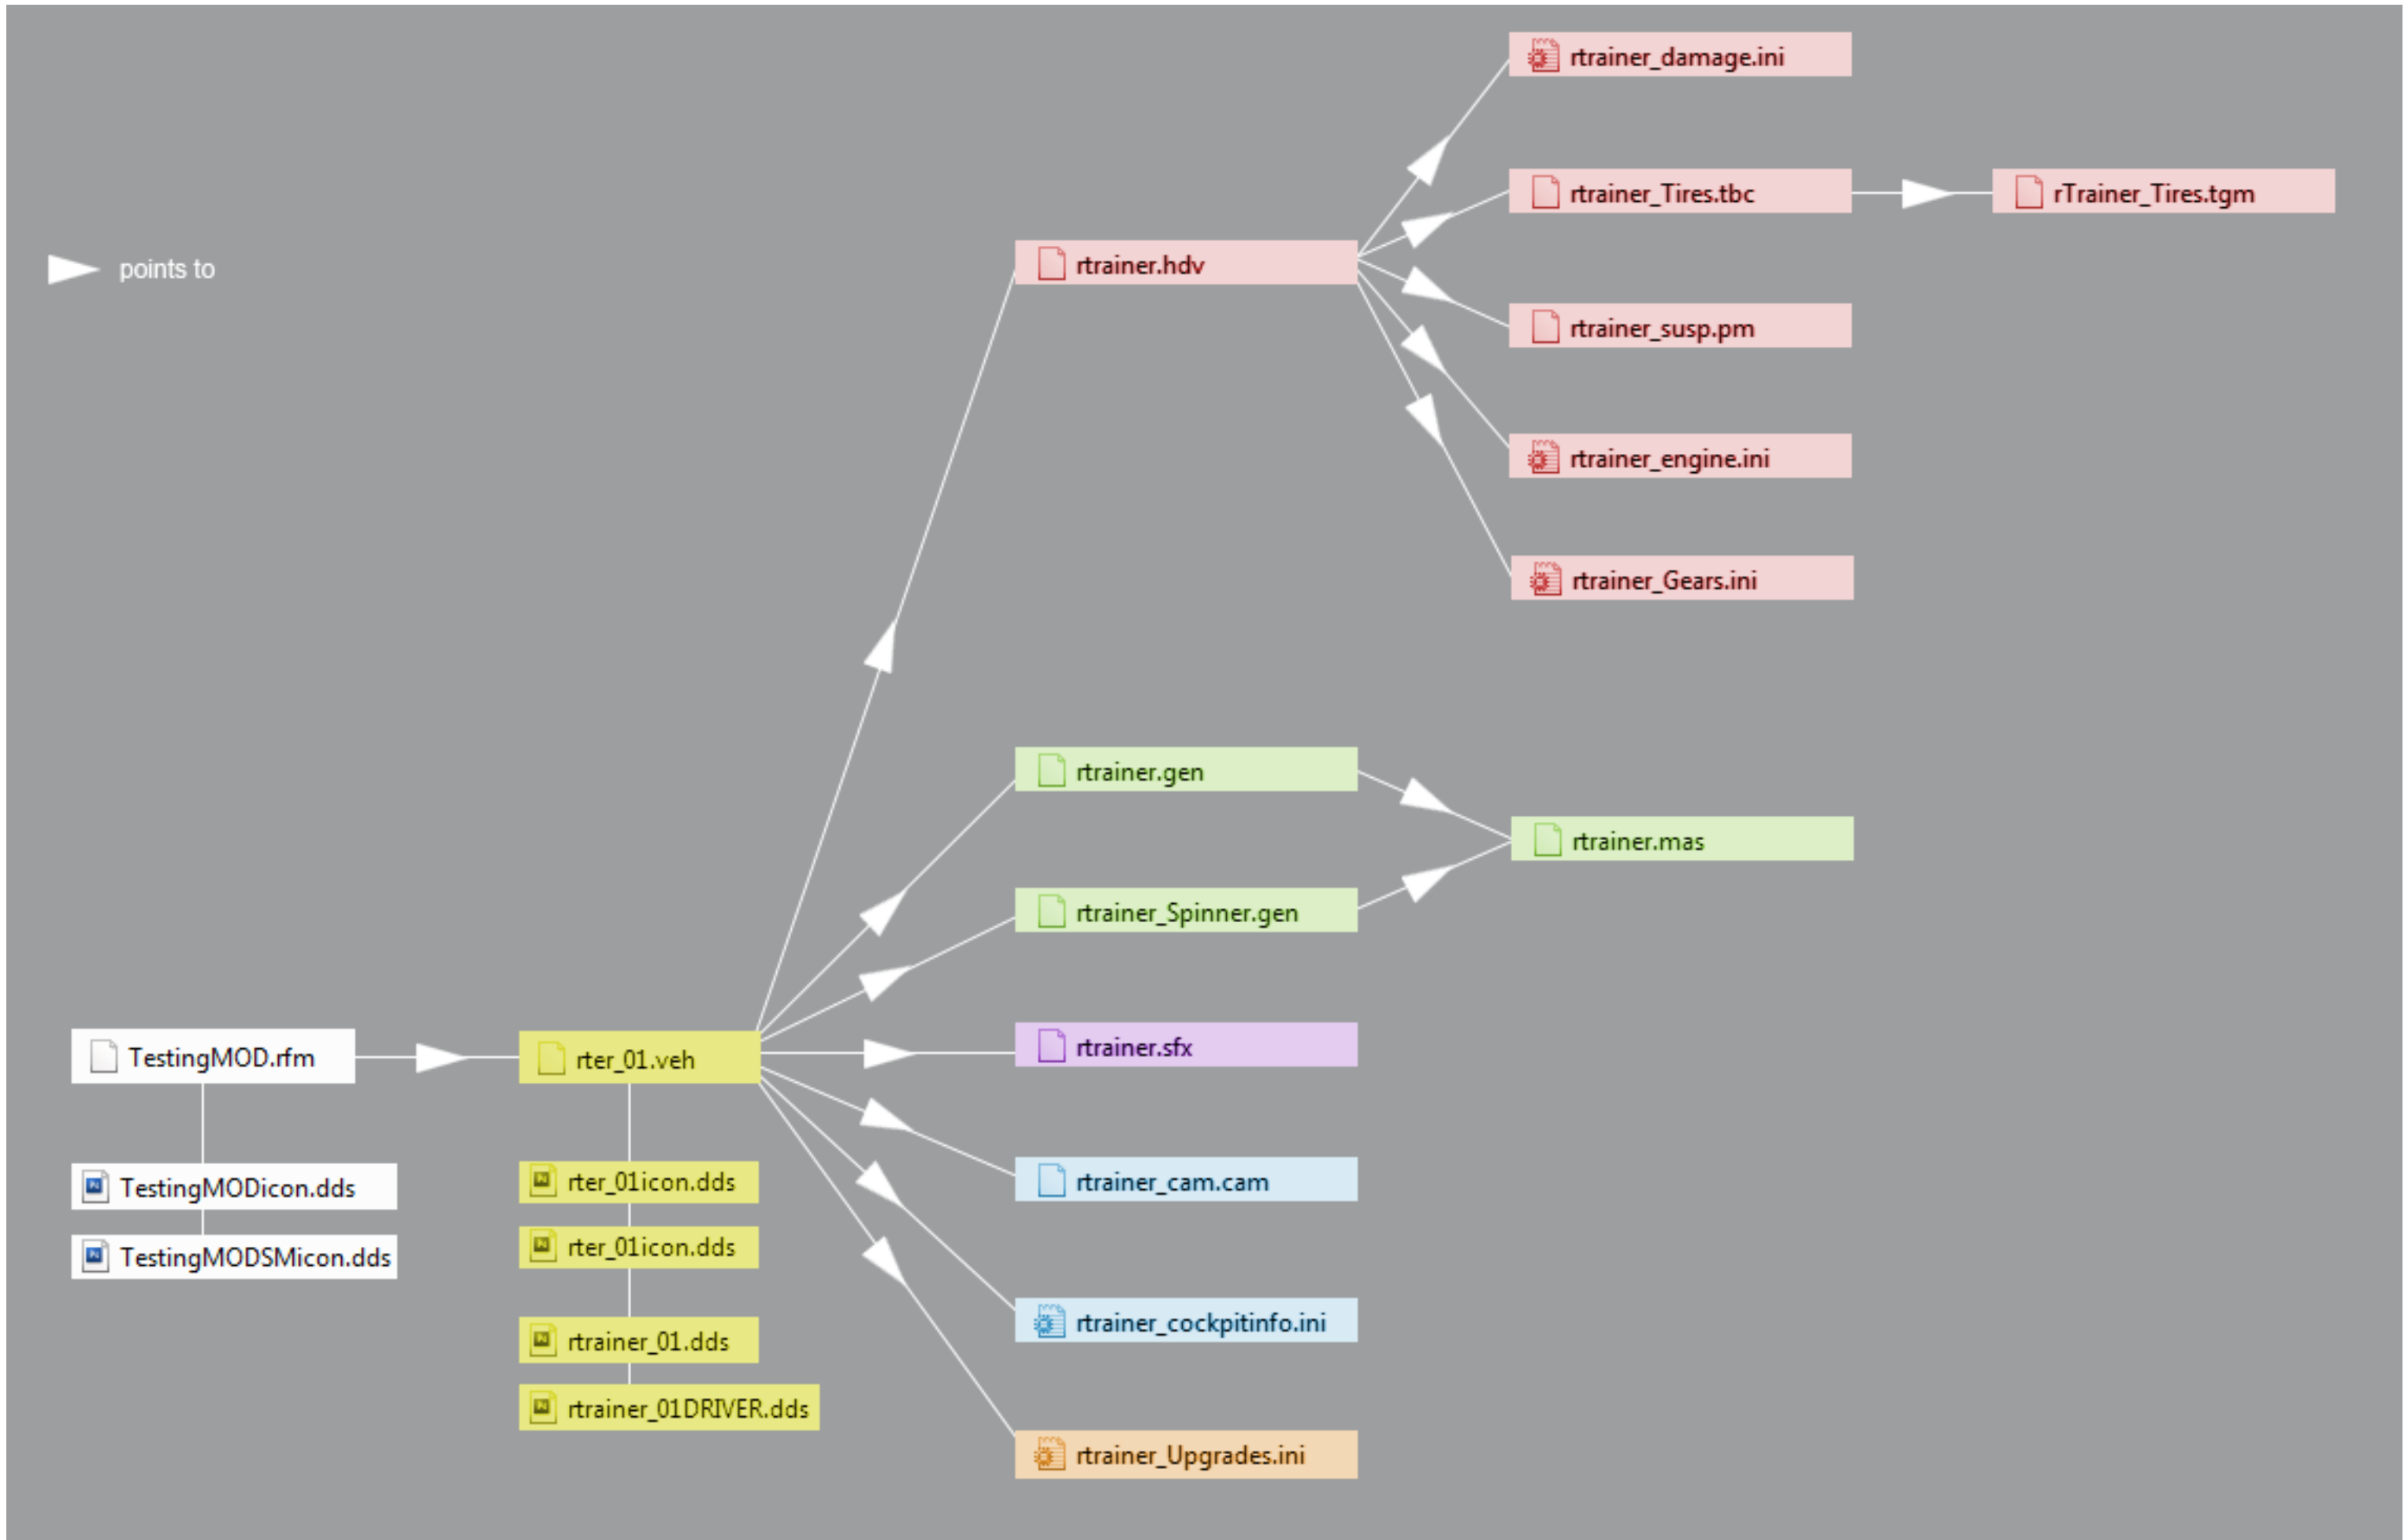 rtrainer_damage.ini
rtrainer_Tires.tbc
rTrainer_Tires.tgm
points to
rtrainer.hdv
rtrainer_susp.pm
rtrainer_engine.ini
rtrainer_Gears.ini
rtrainer.gen
rtrainer.mas
rtrainer_Spinner.gen
TestingMOD.rfm
rter_01.veh
rtrainer.sfx
TestingMODicon.dds
rter_01icon.dds
rtrainer_cam.cam
TestingMODSMicon.dds
rter_01icon.dds
rtrainer_01.dds
rtrainer_cockpitinfo.ini
rtrainer_01DRIVER.dds
rtrainer_Upgrades.ini